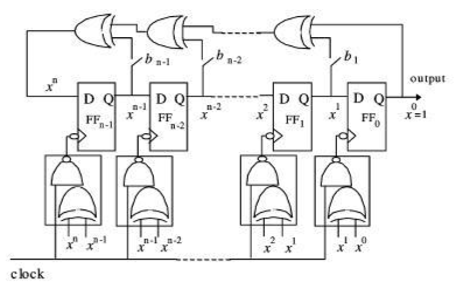 b n-1
b n-2
b 1
output
x n
D Q
x n-1
D Q
x n-2
x 2
D Q
x 1
D Q
x 0
x=1
FF n-1
FF n-2
FF 1
FF 0
x n x n-1
x n-1 x n-2
x 2 x 1
x 1 x 0
clock